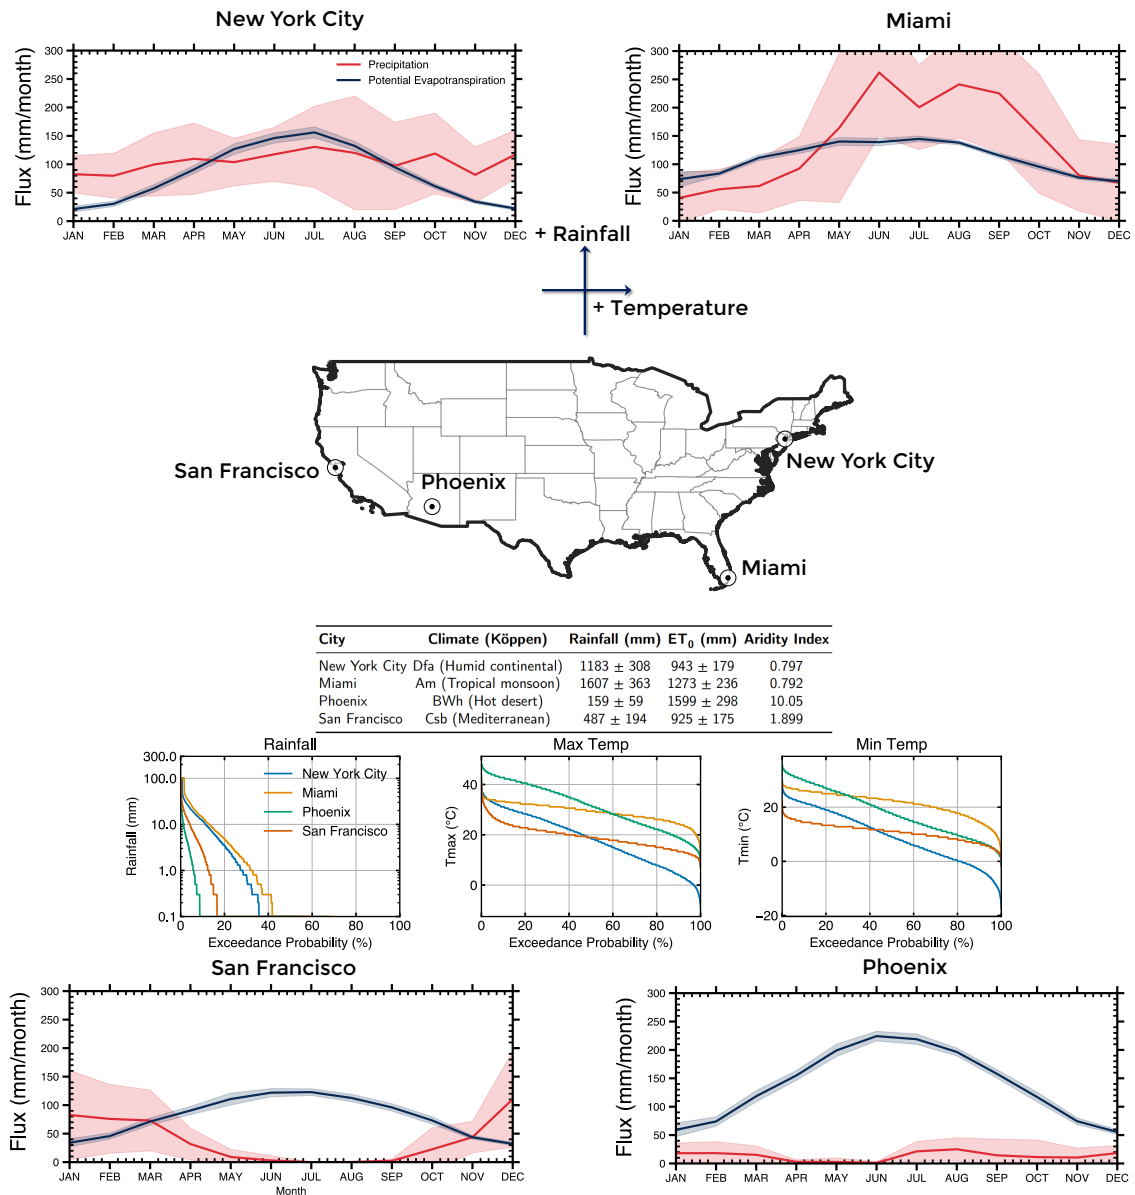 New York City
Miami
Flux (mm/month)
300
250
200
150
100
50
0
Precipitation
Potential Evapotranspiration
JAN FEB MAR APR MAY JUN JUL AUG SEP OCT NOV DEC
Flux (mm/month)
300
250
200
150
100
50
0
JAN FEB MAR APR MAY JUN JUL AUG SEP OCT NOV DEC
+ Rainfall
+ Temperature
San Francisco
Phoenix
New York City
Miami
City Climate (Köppen) Rainfall (mm) ET0 (mm) Aridity Index
New York City Dfa (Humid continental) 1183 ± 308 943 ± 179 0.797
Miami Am (Tropical monsoon) 1607 ± 363 1273 ± 236 0.792
Phoenix BWh (Hot desert) 159 ± 59 1599 ± 298 10.05
San Francisco Csb (Mediterranean) 487 ± 194 925 ± 175 1.899
Rainfall
Rainfall (mm)
300.0
100.0
10.0
1.0
0.1
New York City
Miami
Phoenix
San Francisco
0 20 40 60 80 100
Exceedance Probability (%)
Max Temp
Tmax (°C)
40
20
0
0 20 40 60 80 100
Exceedance Probability (%)
Min Temp
Tmin (°C)
20
0
−20
0 20 40 60 80 100
Exceedance Probability (%)
San Francisco
Phoenix
Flux (mm/month)
300
250
200
150
100
50
0
JAN FEB MAR APR MAY JUN JUL AUG SEP OCT NOV DEC
Month
Flux (mm/month)
300
250
200
150
100
50
0
JAN FEB MAR APR MAY JUN JUL AUG SEP OCT NOV DEC